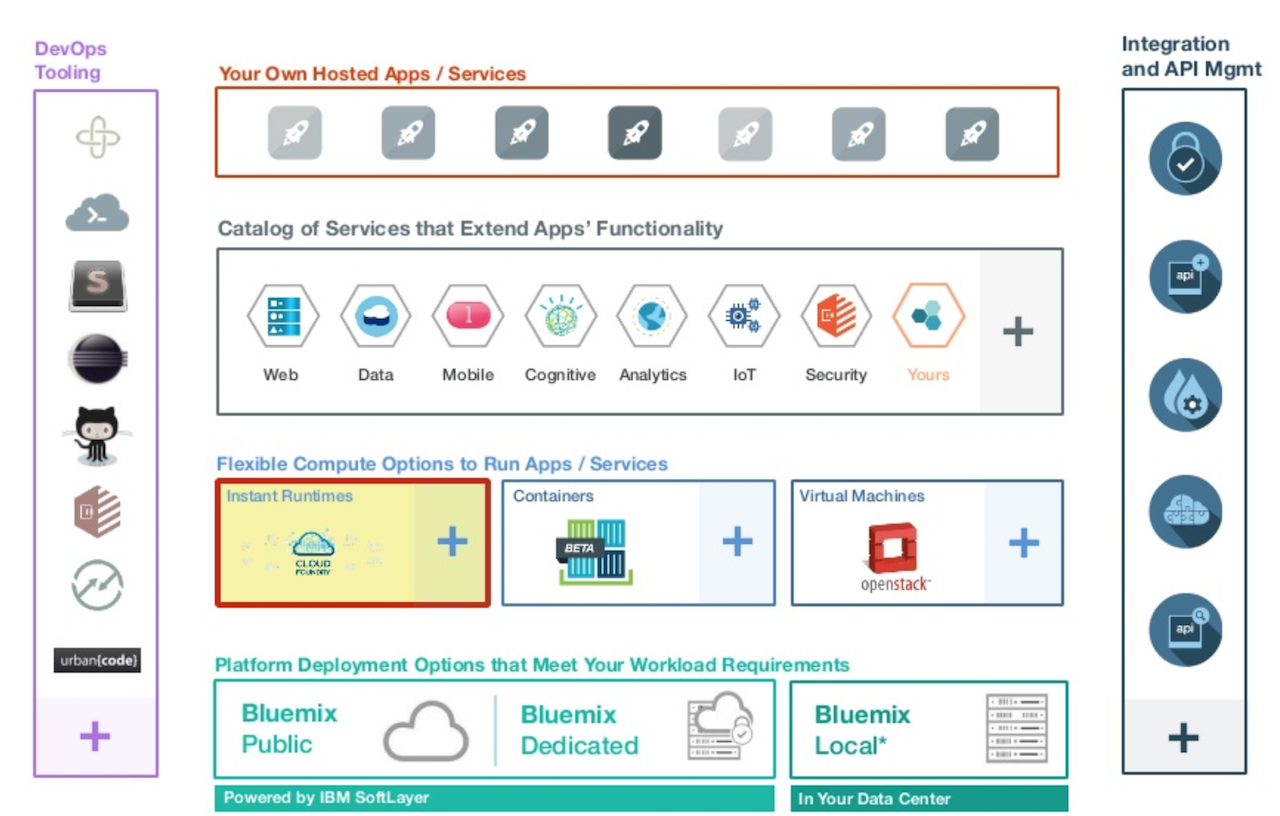 DevOps
Tooling
S
urban{code}
Your Own Hosted Apps / Services
Catalog of Services that Extend Apps’ Functionality
1
Web Data Mobile Cognitive Analytics IoT Security Yours
+
Flexible Compute Options to Run Apps / Services
Instant Runtimes
CLOUD
FOUNDRY
+
Containers
BETA
+
Virtual Machines
openstack™
+
Platform Deployment Options that Meet Your Workload Requirements
Bluemix
Public
Bluemix
Dedicated
Bluemix
Local*
Powered by IBM SoftLayer
In Your Data Center
Integration
and API Mgmt
api
api
+
+